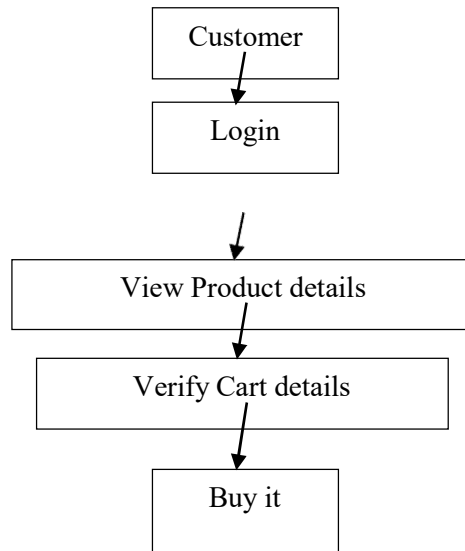 Customer
Login
View Product details
Verify Cart details
Buy it